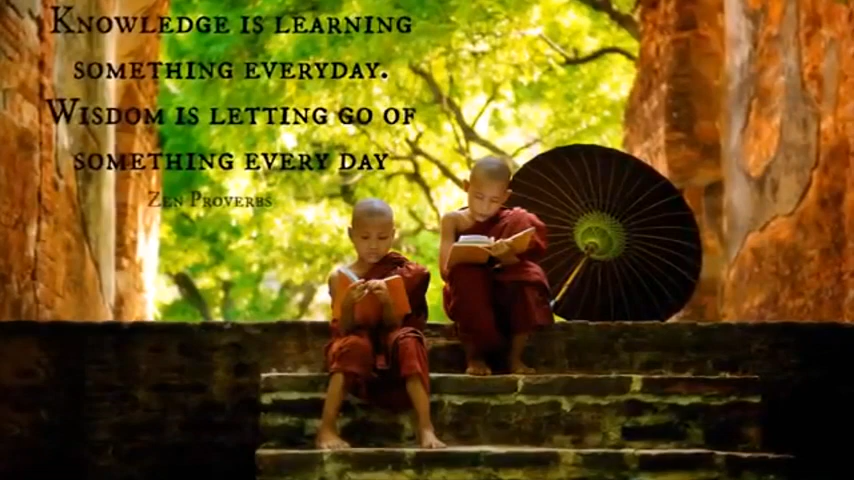 Knowledge is learning
something everyday.
Wisdom is letting go of
something every day
Zen Proverbs